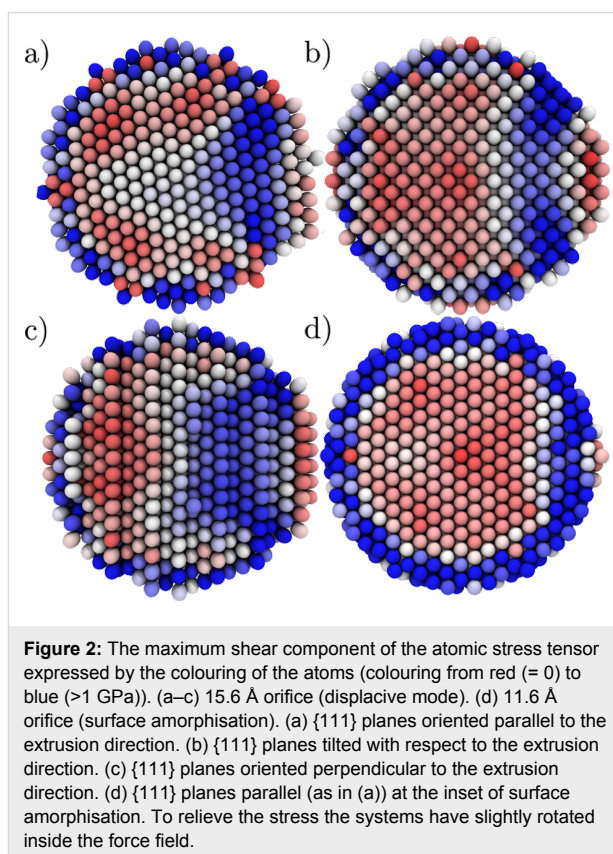 a)
b)
c)
d)
Figure 2: The maximum shear component of the atomic stress tensor
expressed by the colouring of the atoms (colouring from red (= 0) to
blue (>1 GPa)). (a–c) 15.6 Å orifice (displacive mode). (d) 11.6 Å
orifice (surface amorphisation). (a) {111} planes oriented parallel to the
extrusion direction. (b) {111} planes tilted with respect to the extrusion
direction. (c) {111} planes oriented perpendicular to the extrusion
direction. (d) {111} planes parallel (as in (a)) at the inset of surface
amorphisation. To relieve the stress the systems have slightly rotated
inside the force field.